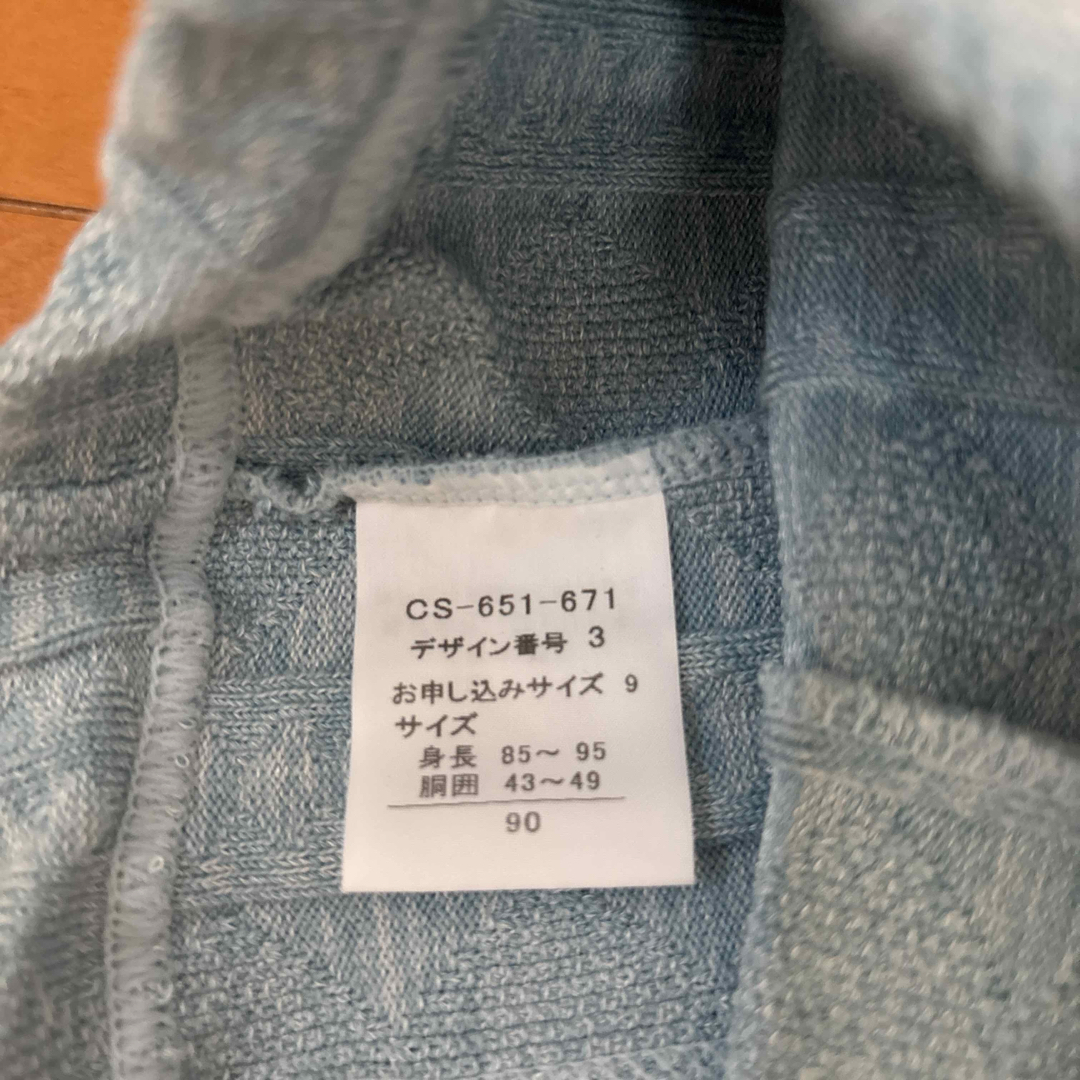 CS-651-671
デザイン番号 3
お申し込みサイズ 9
サイズ
身長 85～ 95
胴囲 43～49
90